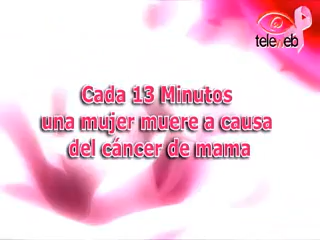 teleweb
Cada 13 Minutos
una mujer muere a causa
del cáncer de mama